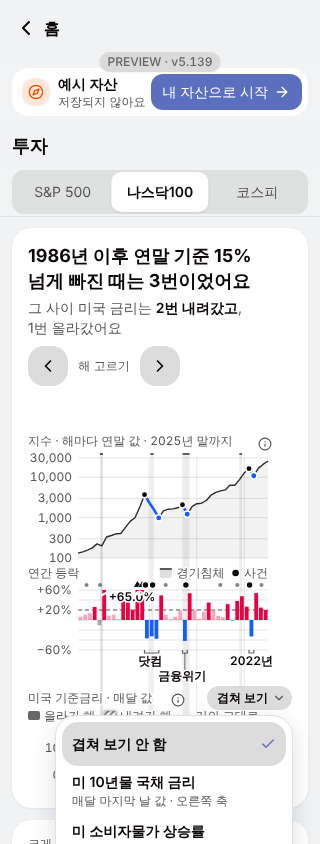 홈
PREVIEW · v5.139
예시 자산
저장되지 않아요
내 자산으로 시작
투자
S&P 500
나스닥100
코스피
1986년 이후 연말 기준 15%
넘게 빠진 때는 3번이었어요
그 사이 미국 금리는 2번 내려갔고,
1번 올라갔어요
해 고르기
지수 · 해마다 연말 값 · 2025년 말까지
30,000
10,000
3,000
1,000
300
100
연간 등락
경기침체
사건
+60%
+65.0%
+20%
−60%
닷컴
2022년
금융위기
미국 기준금리 · 매달 값
겹쳐 보기
겹쳐 보기 안 함
미 10년물 국채 금리
매달 마지막 날 값 · 오른쪽 축
미 소비자물가 상승률